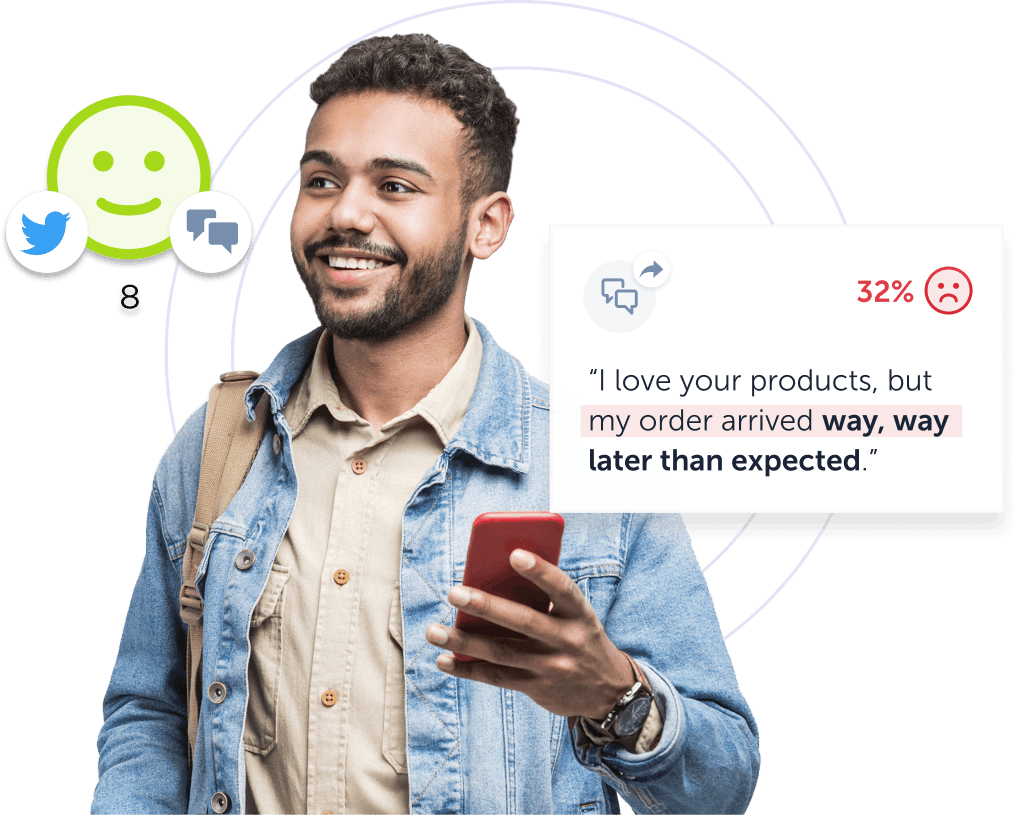 8
32%
“I love your products, but
my order arrived way, way
later than expected.”